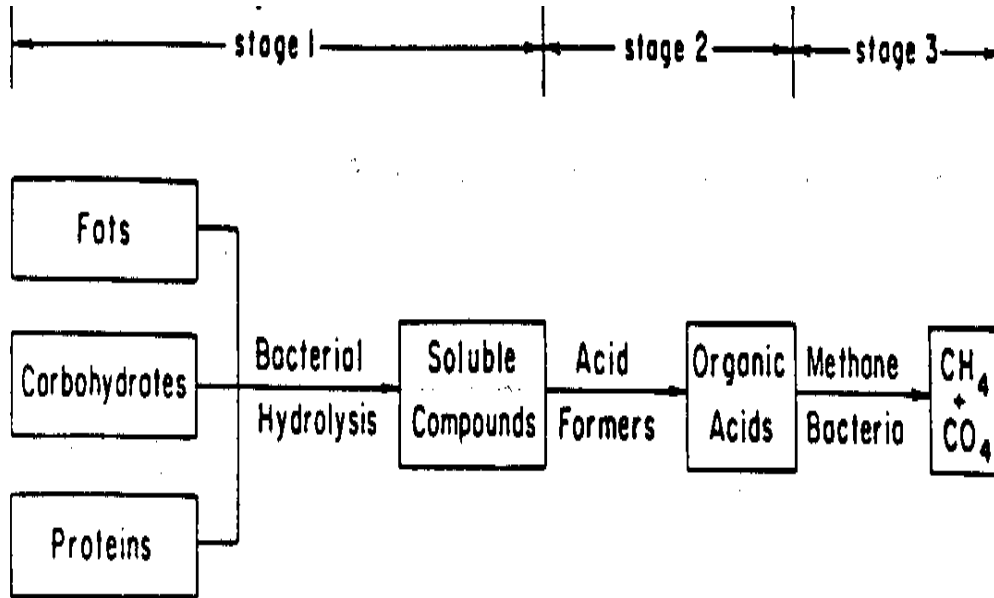 stage 1
stage 2
stage 3
Fats
Carbohydrates
Proteins
Bacterial
Hydrolysis
Soluble
Compounds
Acid
Formers
Organic
Acids
Methane
Bacteria
CH4
+
CO4